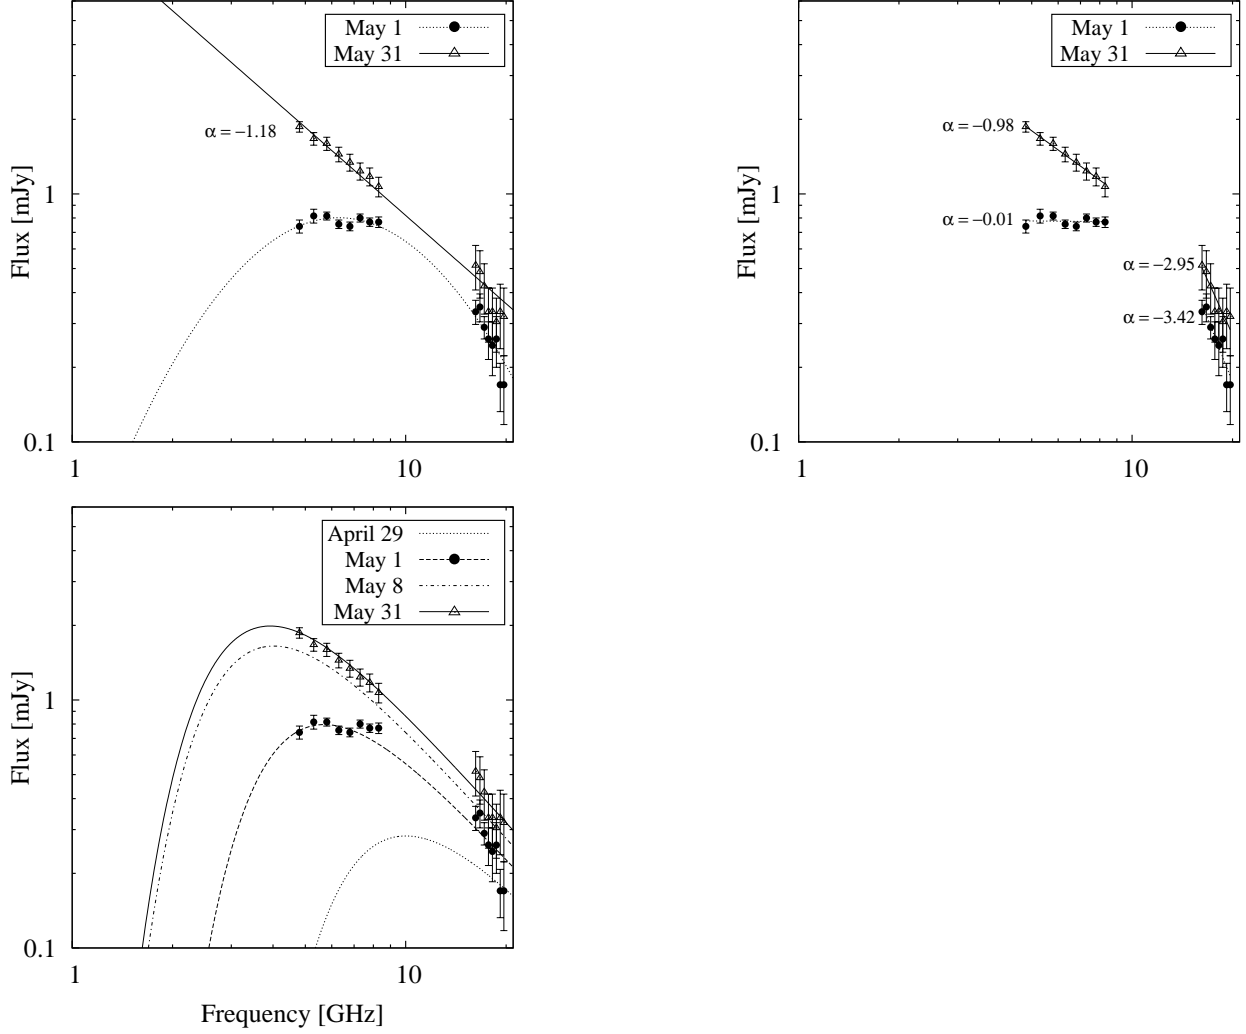 May 1
May 31
α = −1.18
Flux [mJy]
1
0.1
1
10
May 1
May 31
α = −0.98
α = −0.01
α = −2.95
α = −3.42
Flux [mJy]
1
0.1
1
10
April 29
May 1
May 8
May 31
Flux [mJy]
1
0.1
1
10
Frequency [GHz]